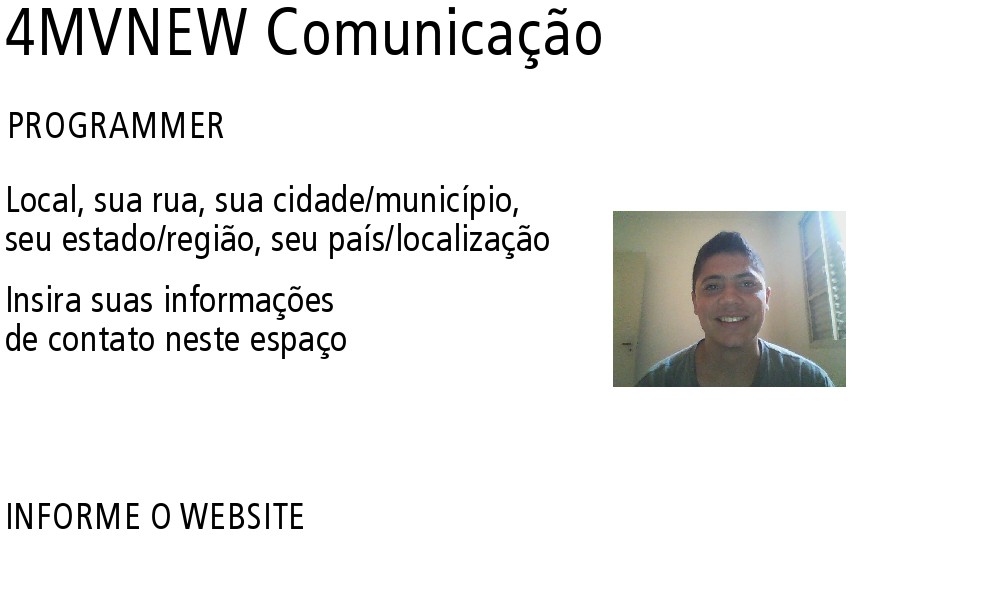 4MVNEW Comunicação
PROGRAMMER
Local, sua rua, sua cidade/município,
seu estado/região, seu país/localização
Insira suas informações
de contato neste espaço
INFORME O WEBSITE